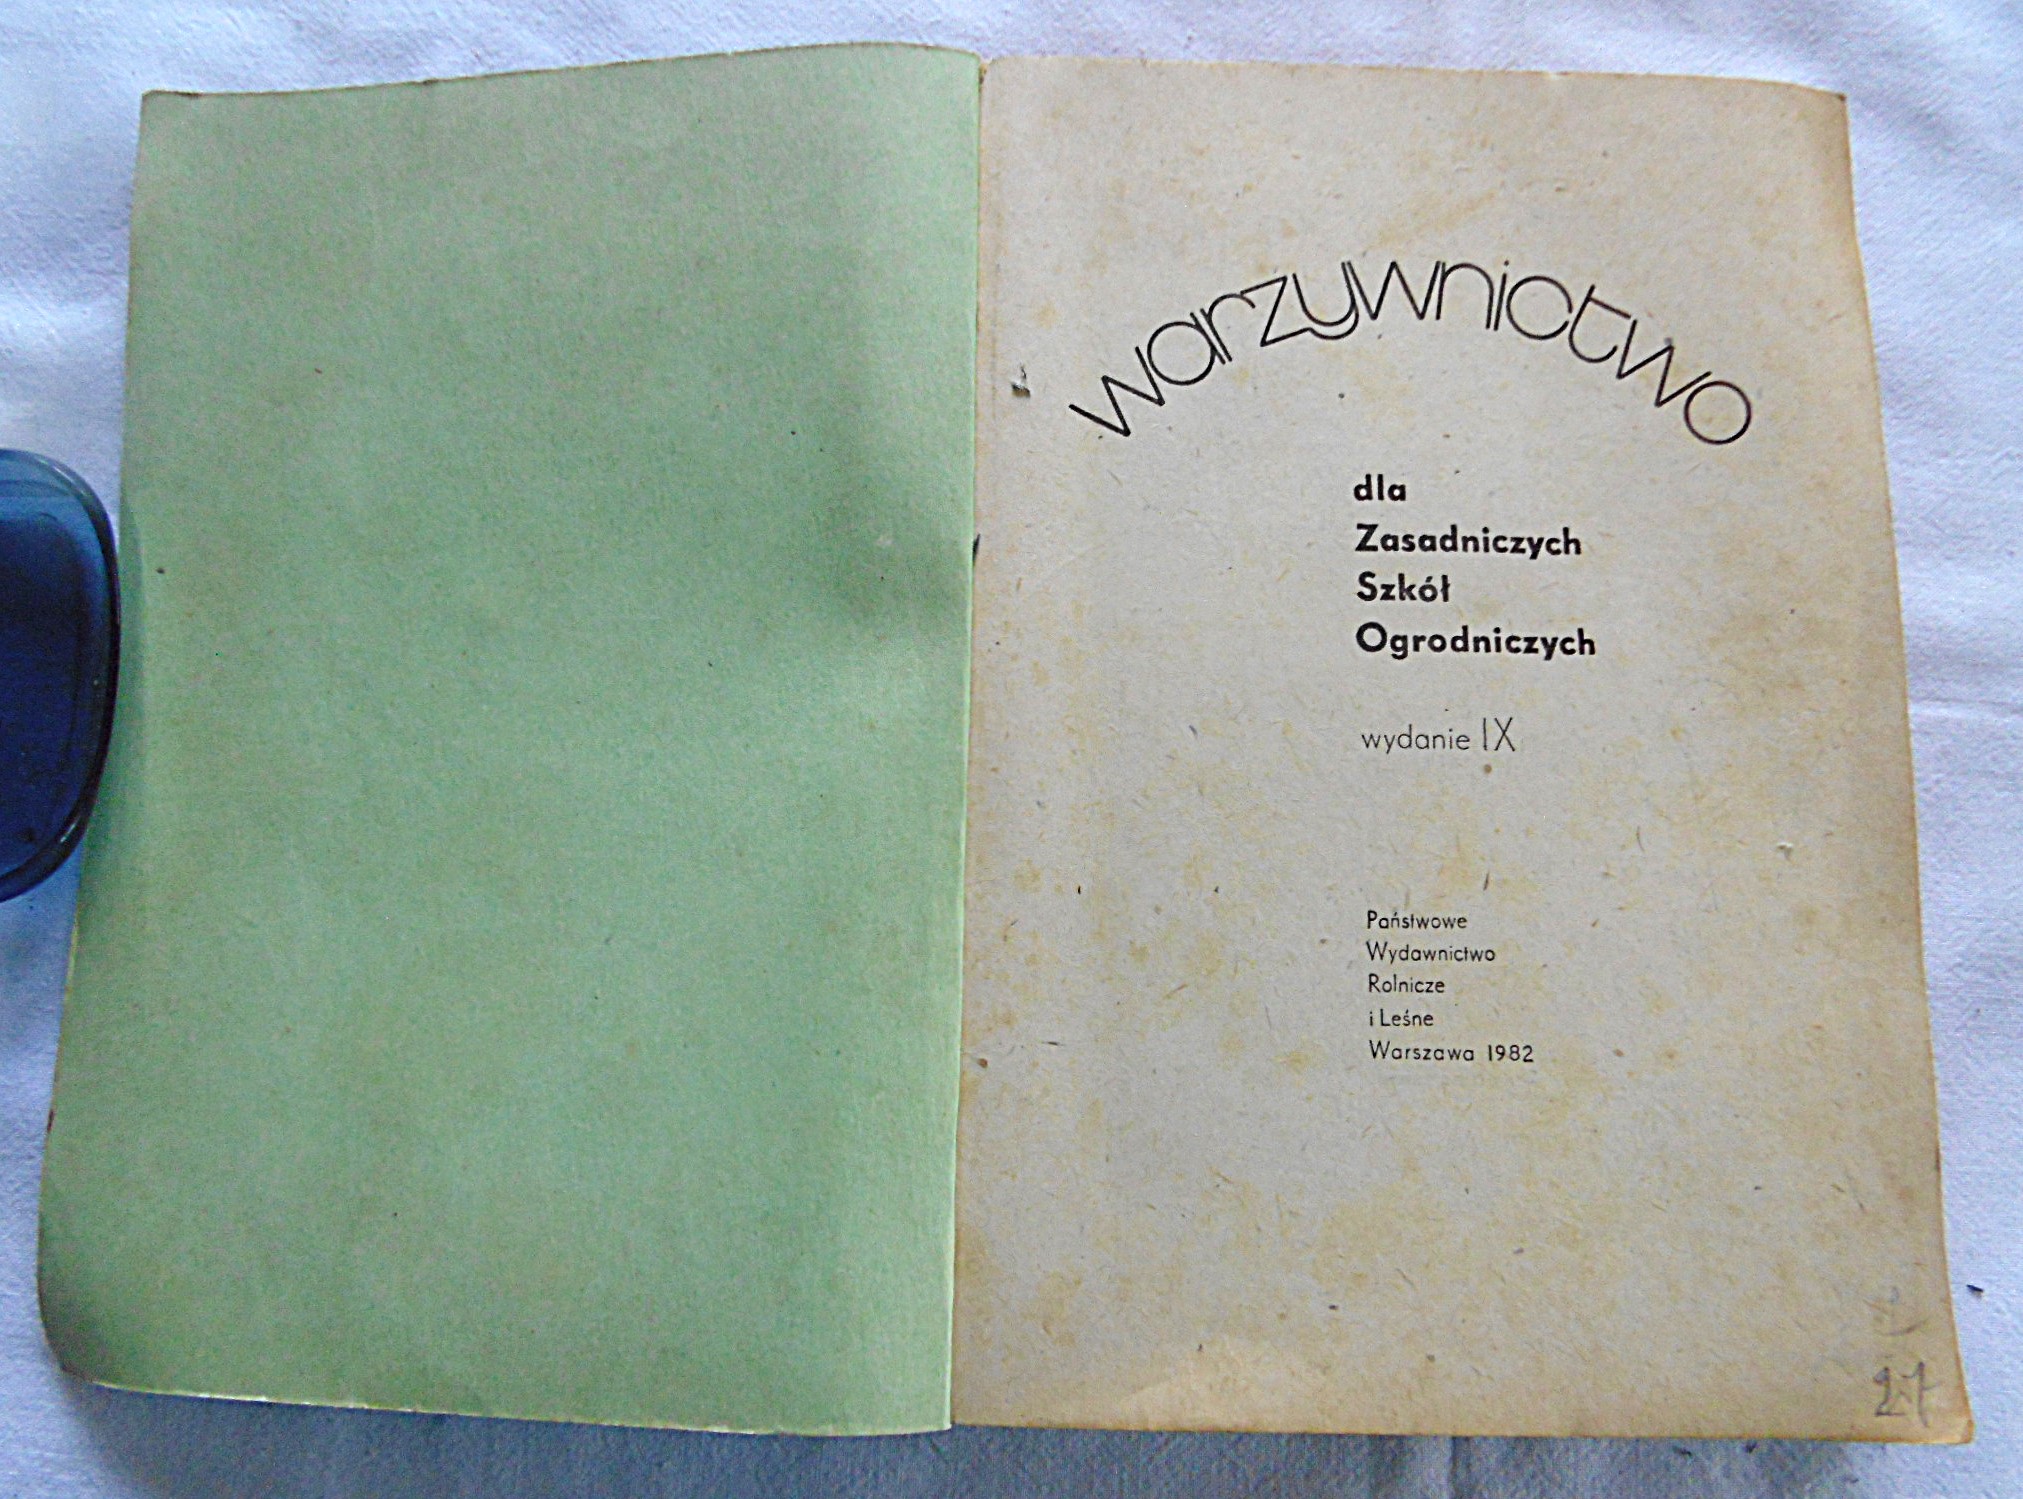 warzywnictwo
dla
Zasadniczych
Szkół
Ogrodniczych
wydanie IX
Państwowe
Wydawnictwo
Rolnicze
i Leśne
Warszawa 1982